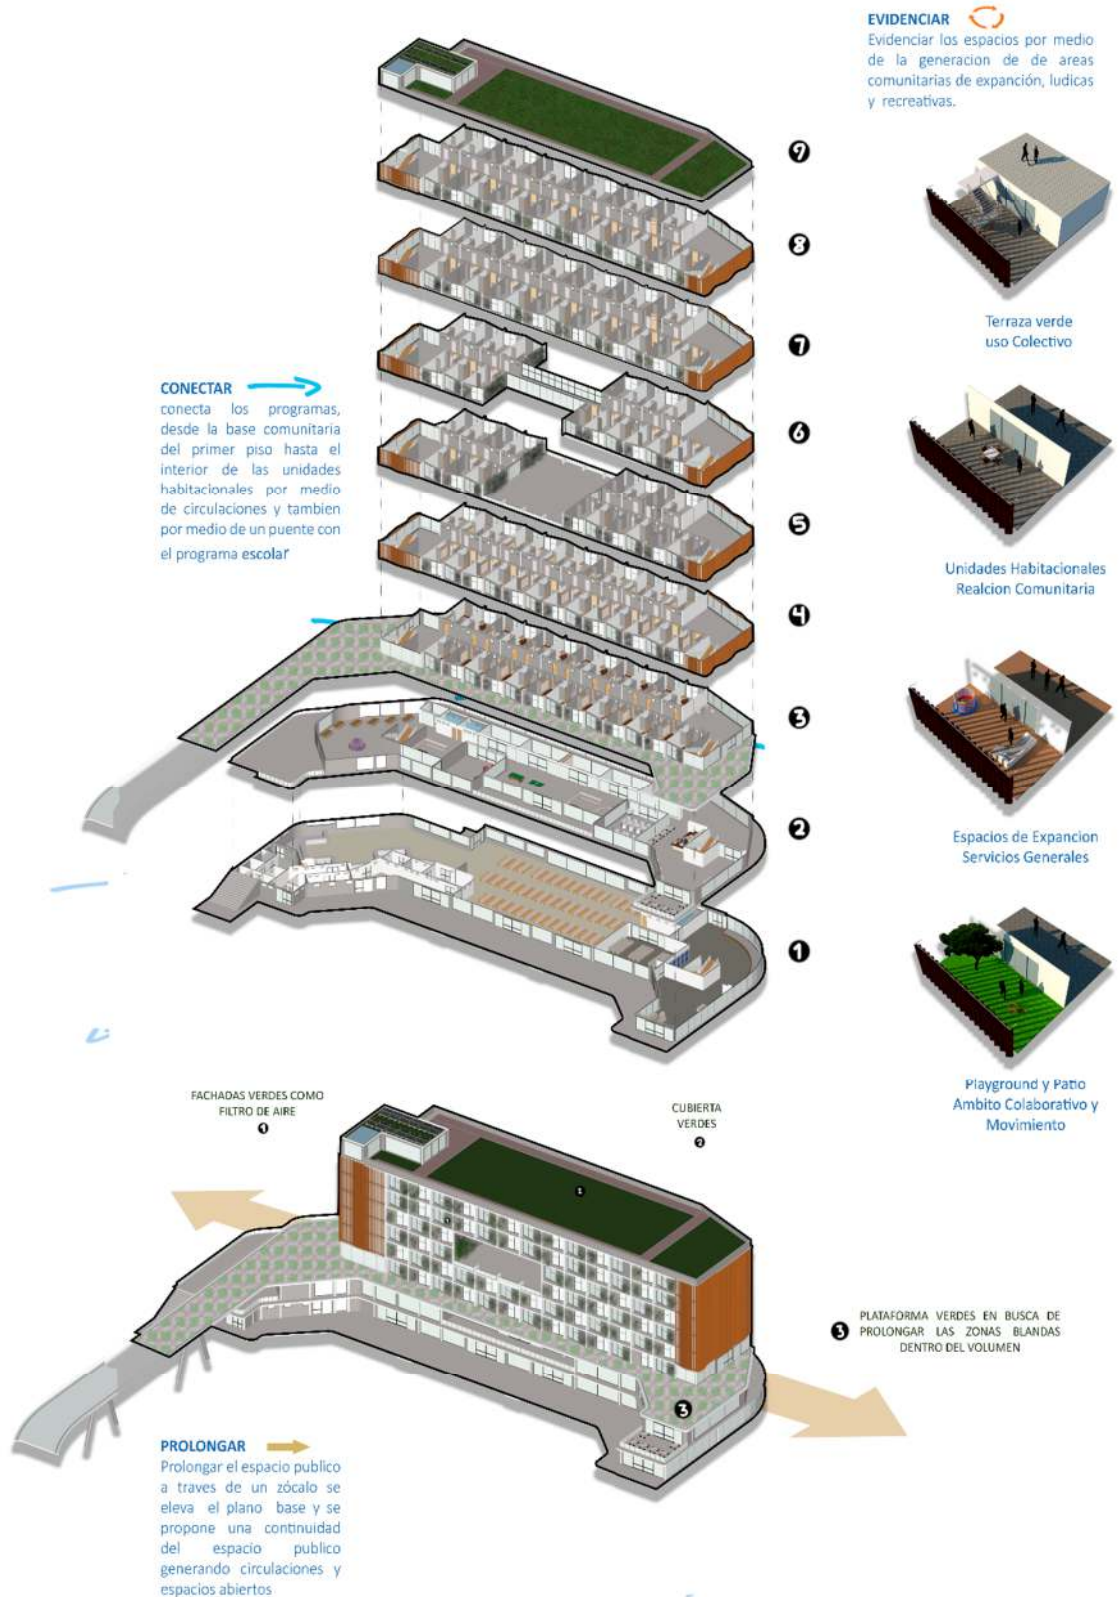 EVIDENCIAR
Evidenciar los espacios por medio
de la generacion de de areas
comunitarias de expanción, ludicas
y recreativas.
9
8
7
6
5
4
3
2
1
Terraza verde
uso Colectivo
Unidades Habitacionales
Realcion Comunitaria
Espacios de Expancion
Servicios Generales
Playground y Patio
Ambito Colaborativo y
Movimiento
CONECTAR
conecta los programas,
desde la base comunitaria
del primer piso hasta el
interior de las unidades
habitacionales por medio
de circulaciones y tambien
por medio de un puente con
el programa escolar
FACHADAS VERDES COMO
FILTRO DE AIRE
1
CUBIERTA
VERDES
2
3
3
PLATAFORMA VERDES EN BUSCA DE
PROLONGAR LAS ZONAS BLANDAS
DENTRO DEL VOLUMEN
PROLONGAR
Prolongar el espacio publico
a traves de un zócalo se
eleva el plano base y se
propone una continuidad
del espacio publico
generando circulaciones y
espacios abiertos